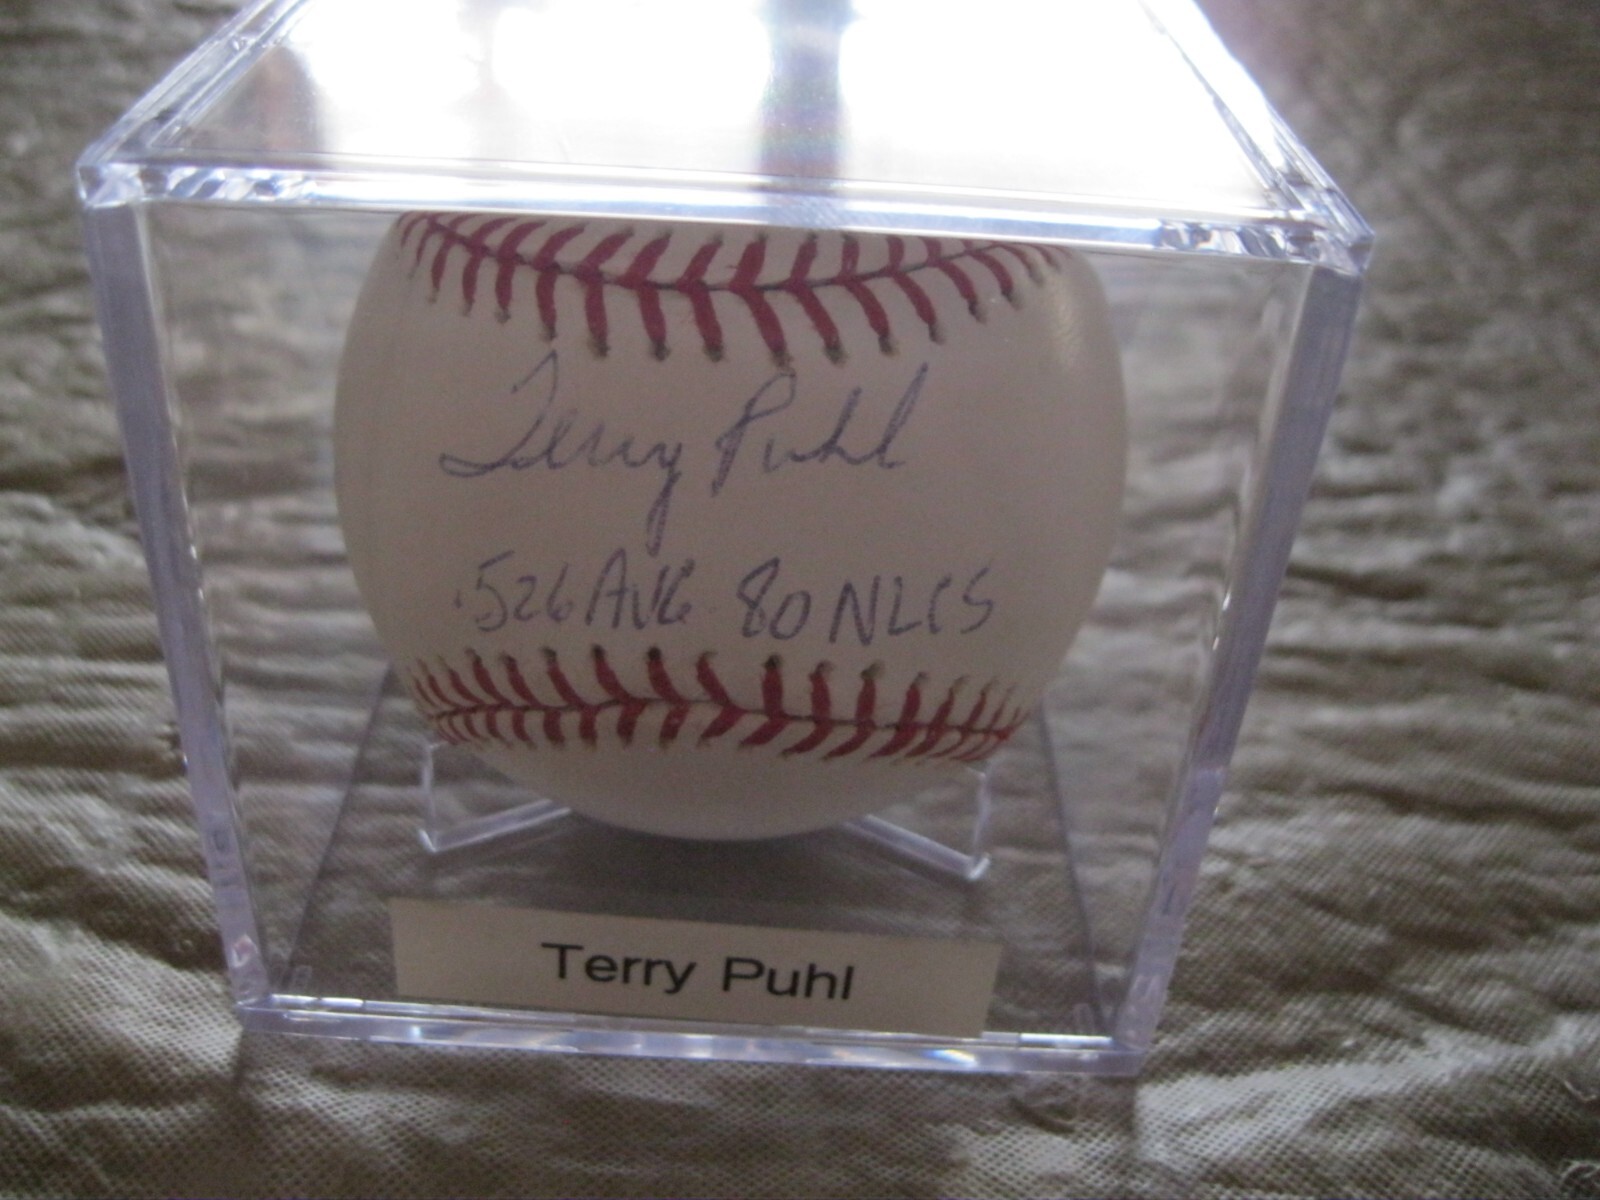 Terry Puhl
.526 AVG 80 NLCS
Terry Puhl